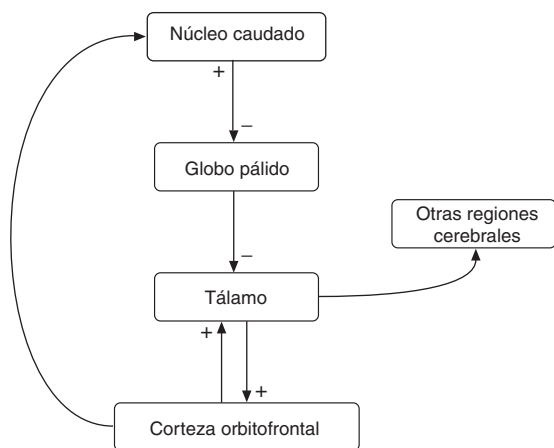 Núcleo caudado
+
−
Globo pálido
Otras regiones
cerebrales
−
Tálamo
+
+
Corteza orbitofrontal